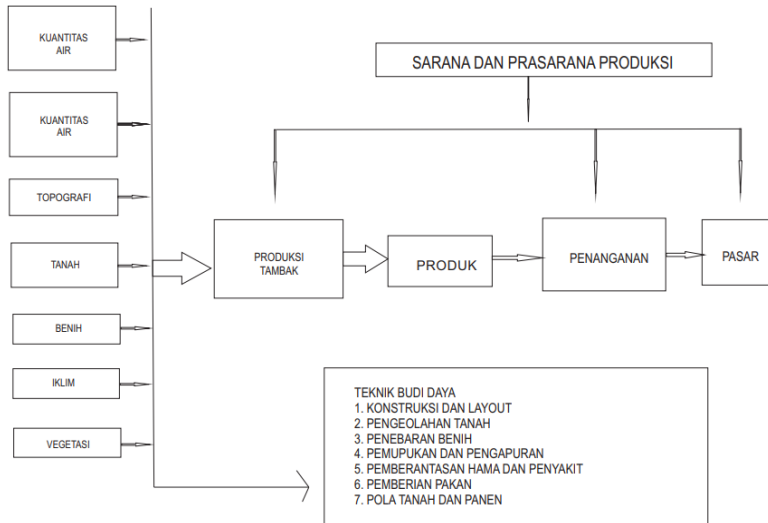 KUANTITAS
AIR
KUANTITAS
AIR
TOPOGRAFI
TANAH
BENIH
IKLIM
VEGETASI
SARANA DAN PRASARANA PRODUKSI
PRODUKSI
TAMBAK
PRODUK
PENANGANAN
PASAR
TEKNIK BUDI DAYA
1. KONSTRUKSI DAN LAYOUT
2. PENGEOLAHAN TANAH
3. PENEBARAN BENIH
4. PEMUPUKAN DAN PENGAPURAN
5. PEMBERANTASAN HAMA DAN PENYAKIT
6. PEMBERIAN PAKAN
7. POLA TANAH DAN PANEN